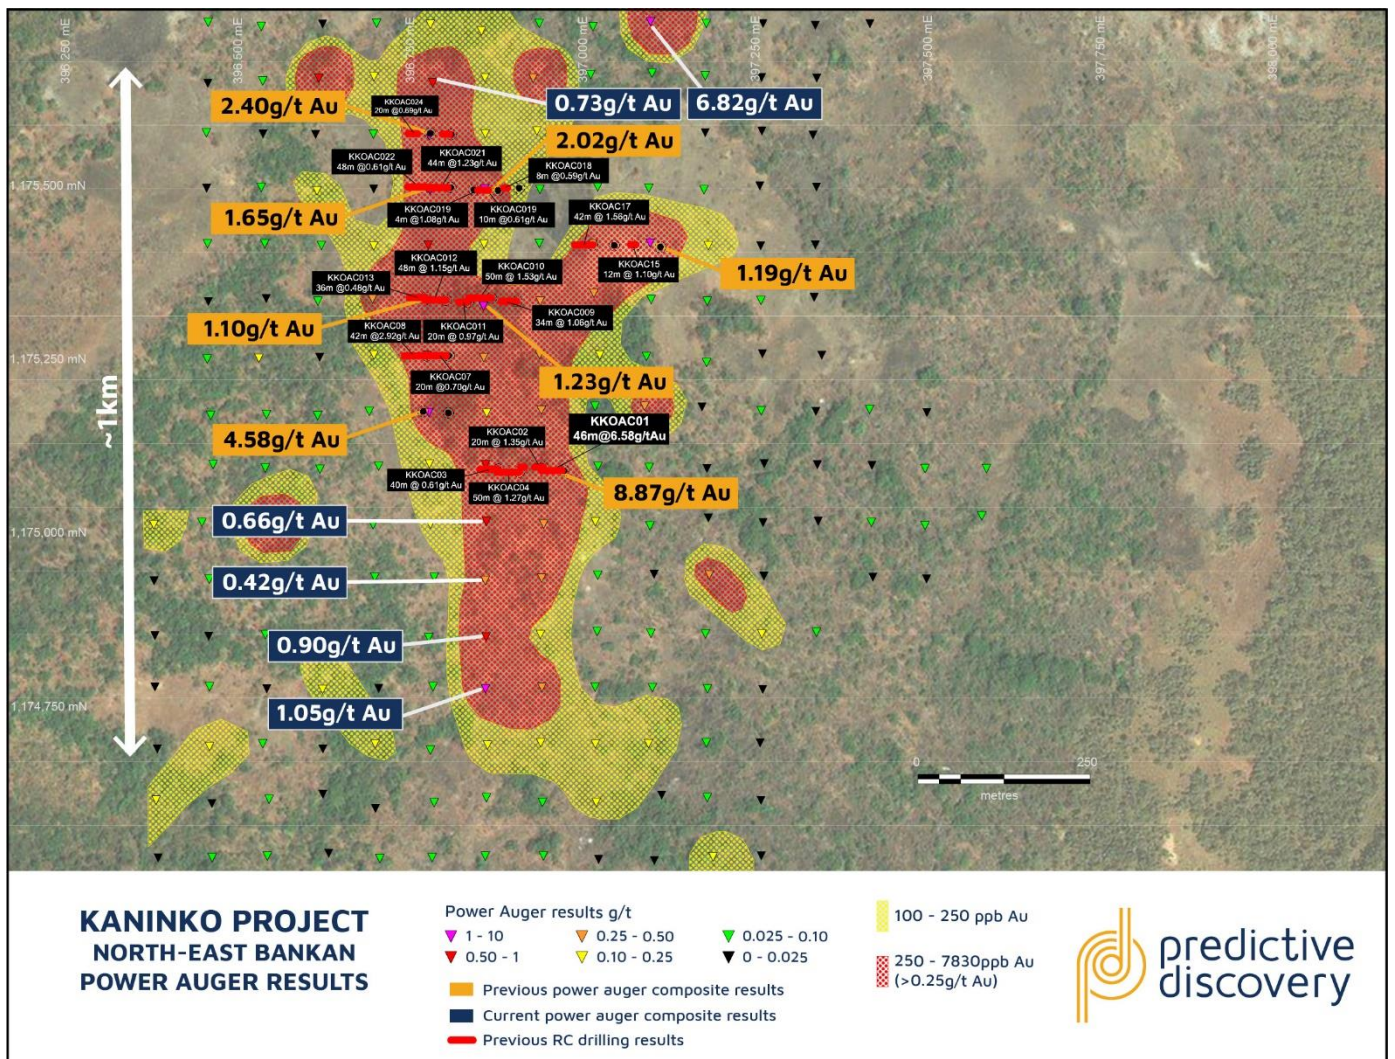 396,250 mE
396,500 mE
396,750 mE
397,000 mE
397,250 mE
397,500 mE
397,750 mE
398,000 mE
2.40g/t Au
KKOAC024
20m @0.69g/t Au
0.73g/t Au
6.82g/t Au
2.02g/t Au
KKOAC022
48m @0.61g/t Au
KKOAC021
44m @1.23g/t Au
KKOAC018
8m @0.59g/t Au
1,175,500 mN
1.65g/t Au
KKOAC019
4m @1.08g/t Au
KKOAC019
10m @0.61g/t Au
KKOAC17
42m @ 1.56g/t Au
KKOAC012
48m @ 1.15g/t Au
KKOAC010
50m @ 1.53g/t Au
KKOAC15
12m @ 1.10g/t Au
1.19g/t Au
KKOAC013
36m @0.48g/t Au
1.10g/t Au
KKOAC08
42m @2.92g/t Au
KKOAC011
20m @ 0.97g/t Au
KKOAC009
34m @ 1.06g/t Au
1,175,250 mN
~1km
KKOAC07
20m @0.70g/t Au
1.23g/t Au
4.58g/t Au
KKOAC02
20m @ 1.35g/t Au
KKOAC01
46m@6.58g/tAu
KKOAC03
40m @ 0.61g/t Au
KKOAC04
50m @ 1.27g/t Au
8.87g/t Au
0.66g/t Au
1,175,000 mN
0.42g/t Au
0.90g/t Au
1,174,750 mN
1.05g/t Au
0
250
metres
KANINKO PROJECT
NORTH-EAST BANKAN
POWER AUGER RESULTS
Power Auger results g/t
1 - 10
0.25 - 0.50
0.025 - 0.10
0.50 - 1
0.10 - 0.25
0 - 0.025
Previous power auger composite results
Current power auger composite results
Previous RC drilling results
100 - 250 ppb Au
250 - 7830ppb Au
(>0.25g/t Au)
predictive
discovery